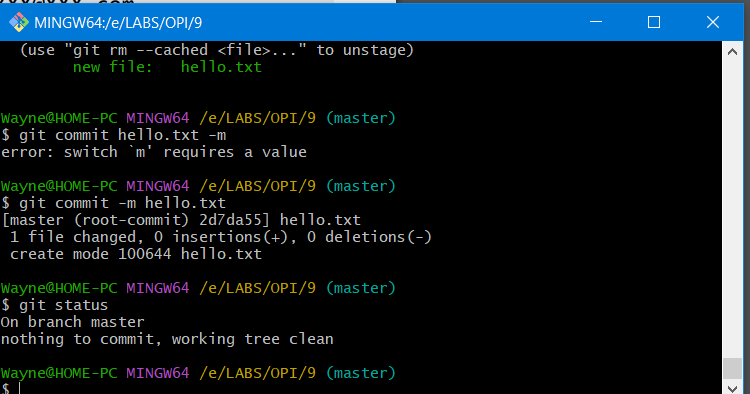 MINGW64:/e/LABS/OPI/9
(use "git rm --cached <file>..." to unstage)
new file:   hello.txt
Wayne@HOME-PC MINGW64 /e/LABS/OPI/9 (master)
$ git commit hello.txt -m
error: switch `m' requires a value
Wayne@HOME-PC MINGW64 /e/LABS/OPI/9 (master)
$ git commit -m hello.txt
[master (root-commit) 2d7da55] hello.txt
1 file changed, 0 insertions(+), 0 deletions(-)
create mode 100644 hello.txt
Wayne@HOME-PC MINGW64 /e/LABS/OPI/9 (master)
$ git status
On branch master
nothing to commit, working tree clean
Wayne@HOME-PC MINGW64 /e/LABS/OPI/9 (master)
$